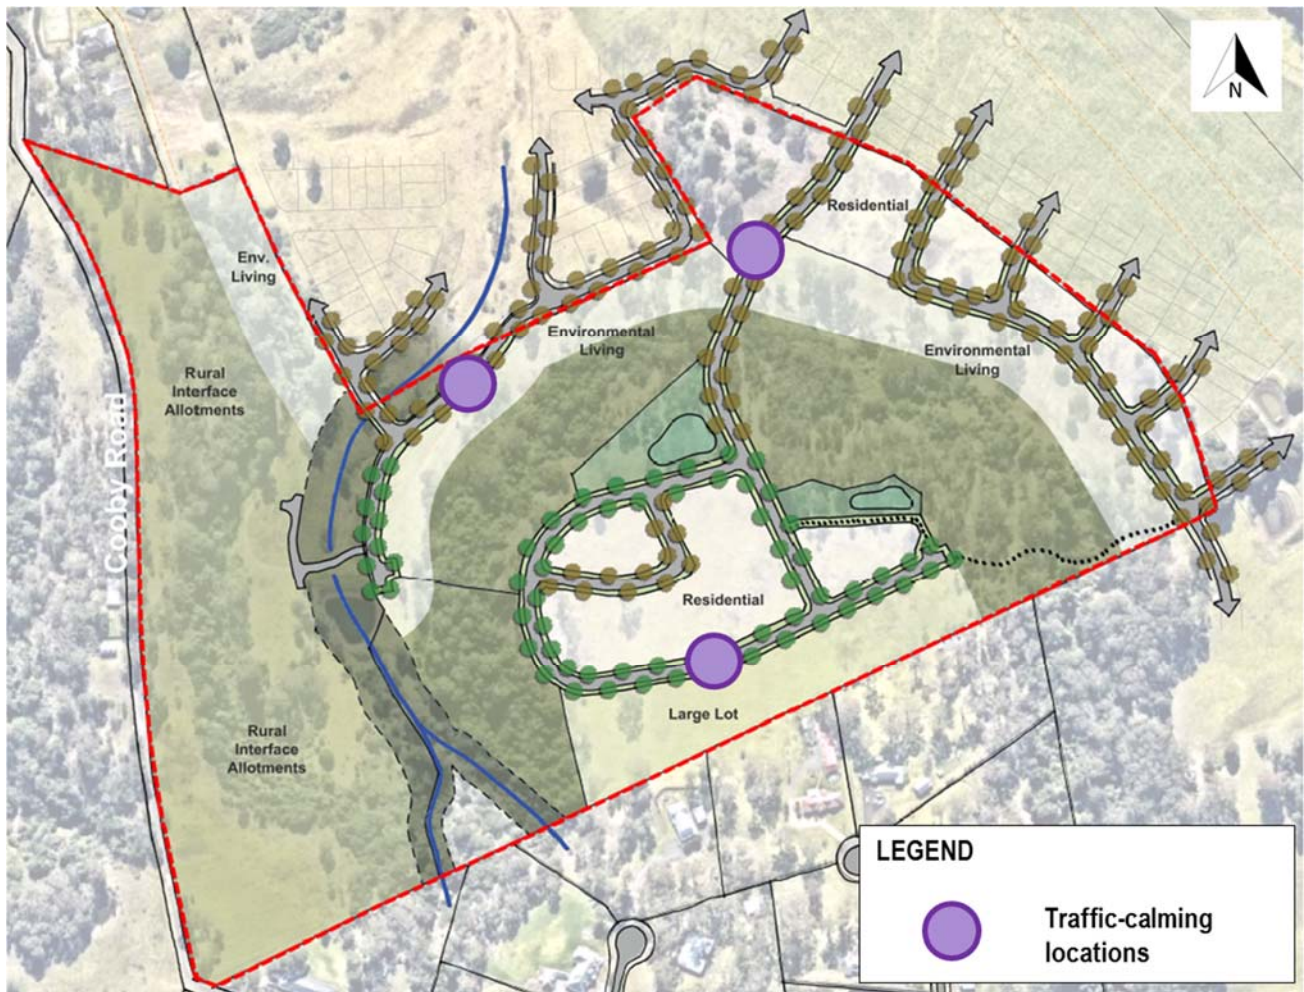 N
Residential
Env.
Living
Environmental
Living
Environmental
Living
Rural
Interface
Allotments
Cooby Road
Residential
Large Lot
Rural
Interface
Allotments
LEGEND
Traffic-calming
locations